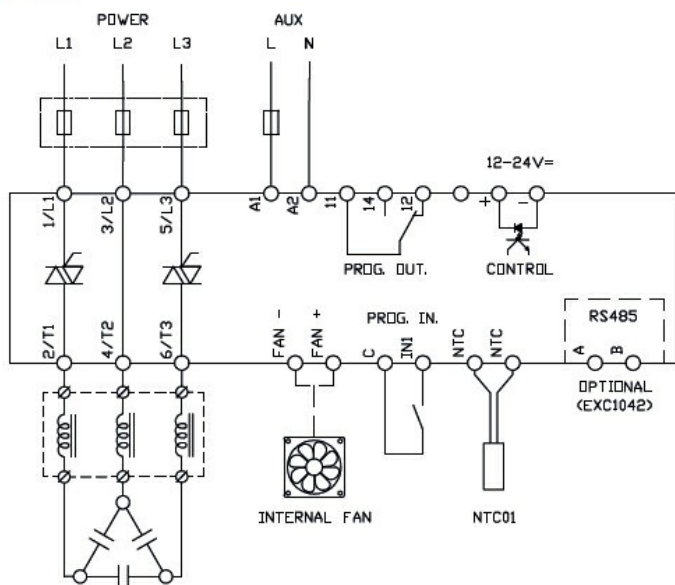 POWER
AUX
L1 L2 L3 L N
12-24V=
1/L1 3/L2 5/L3 A1 A2 11 14 12 + -
PROG. OUT.
CONTROL
2/T1 4/T2 6/T3 FAN - FAN + C IN1 NTC NTC A B
PROG. IN.
RS485
OPTIONAL
(EXC1042)
INTERNAL FAN
NTC01